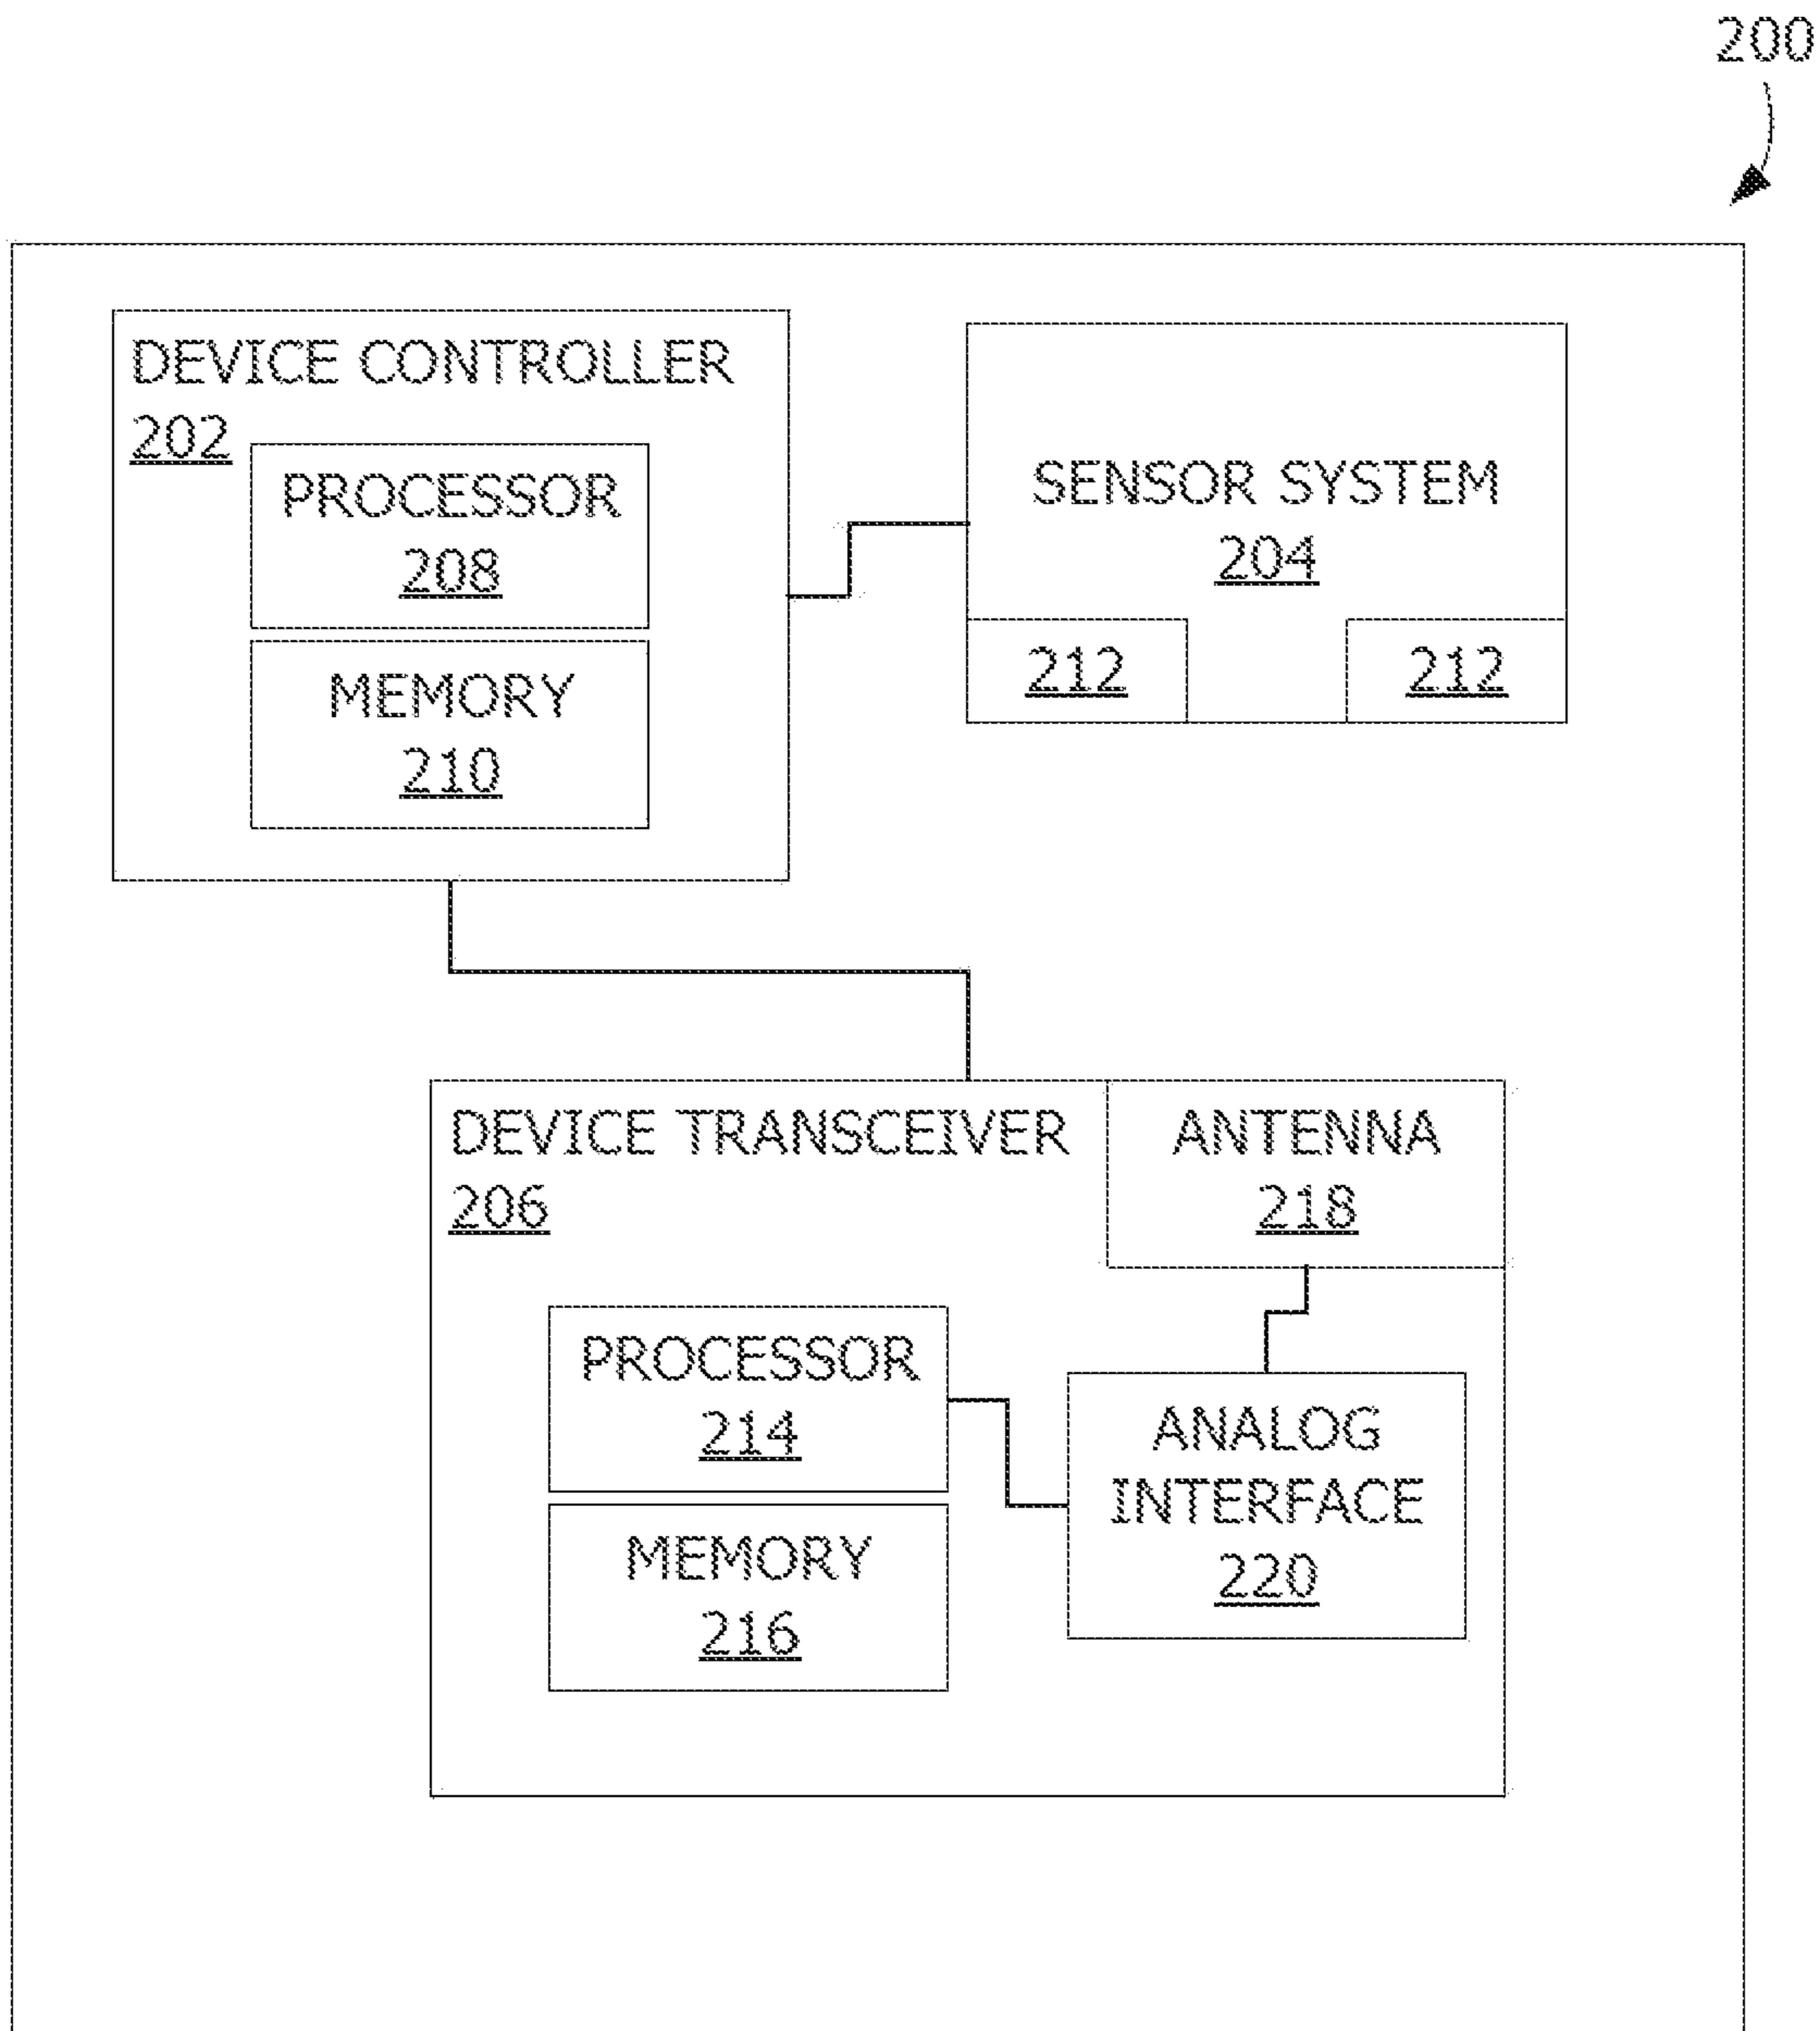 200
DEVICE CONTROLLER
202
PROCESSOR
208
MEMORY
210
SENSOR SYSTEM
204
212
212
DEVICE TRANSCEIVER
206
ANTENNA
218
PROCESSOR
214
MEMORY
216
ANALOG
INTERFACE
220